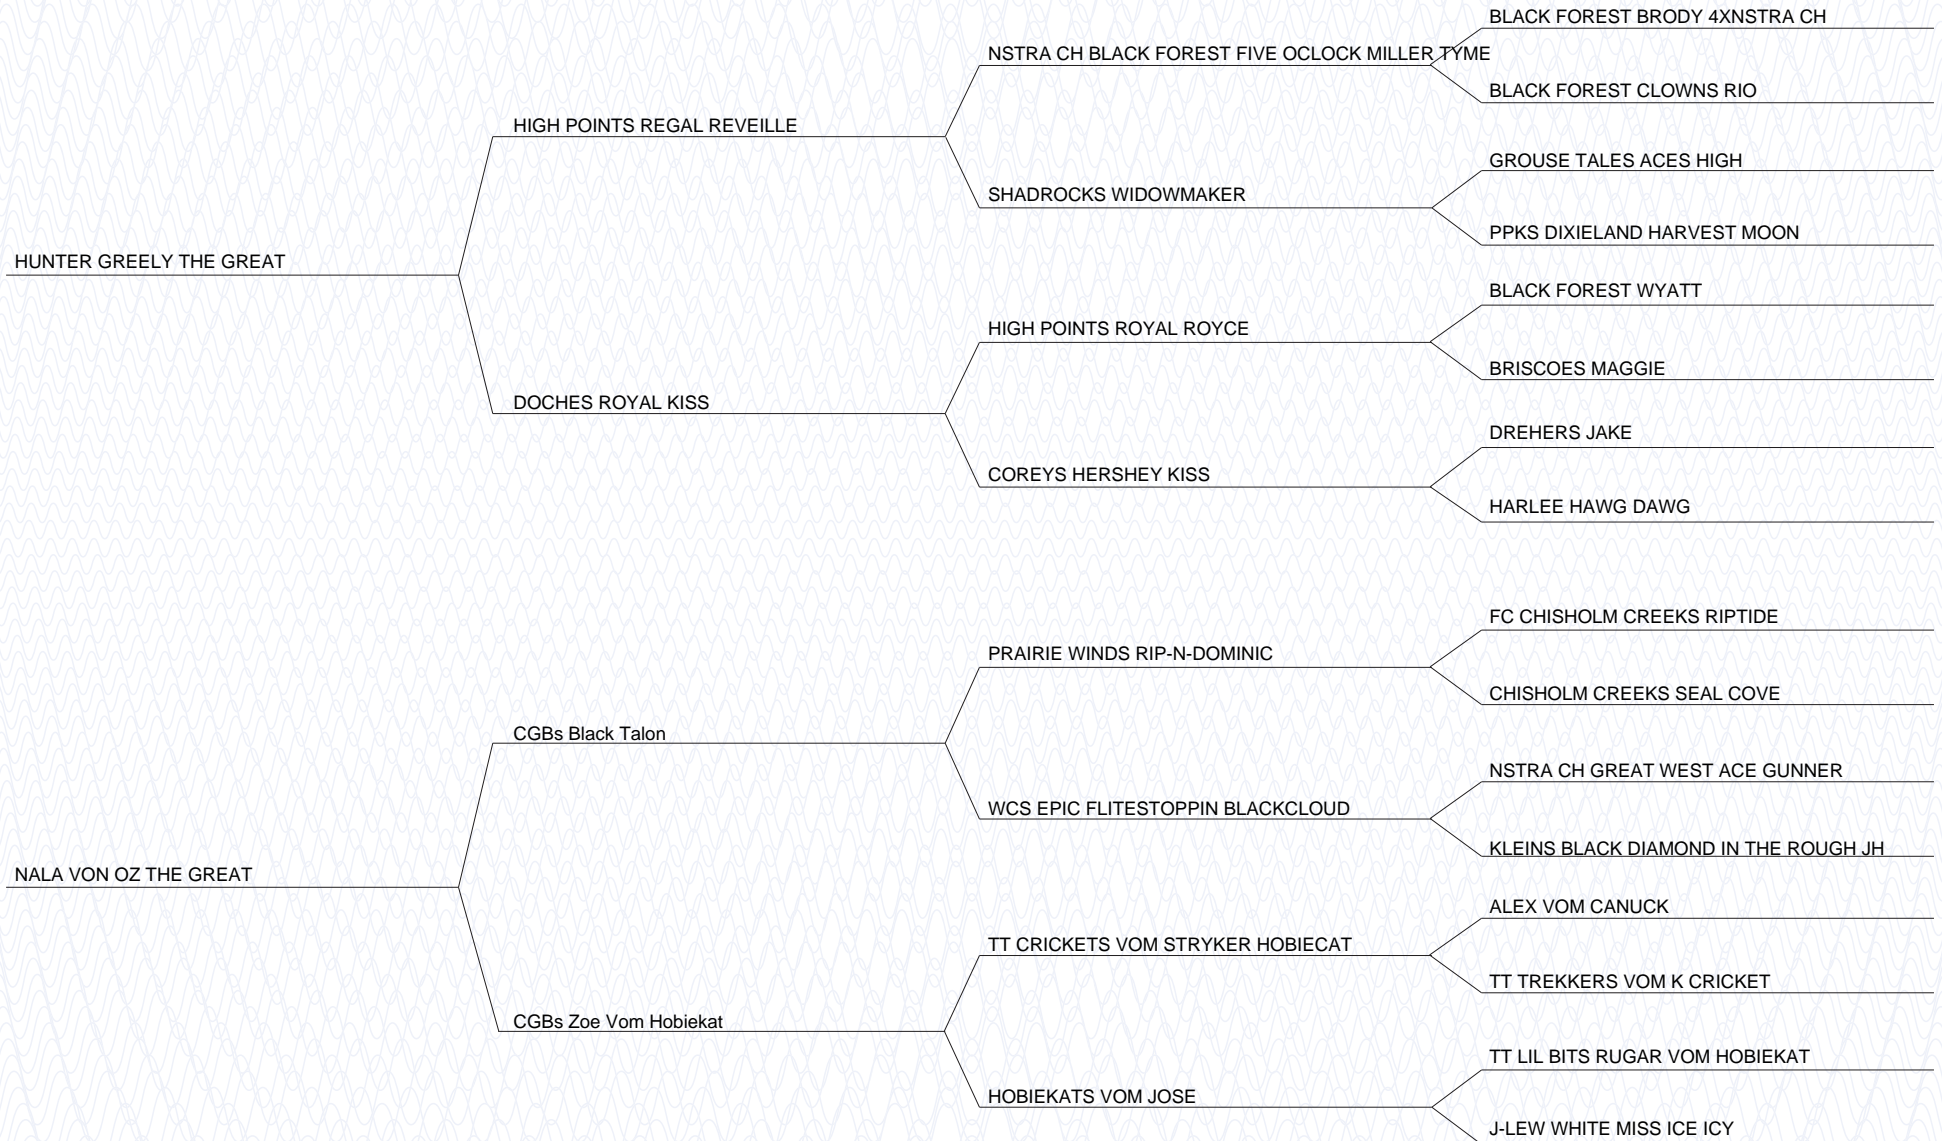 BLACK FOREST BRODY 4XNSTRA CH
NSTRA CH BLACK FOREST FIVE OCLOCK MILLER TYME
BLACK FOREST CLOWNS RIO
HIGH POINTS REGAL REVEILLE
GROUSE TALES ACES HIGH
SHADROCKS WIDOWMAKER
PPKS DIXIELAND HARVEST MOON
HUNTER GREELY THE GREAT
BLACK FOREST WYATT
HIGH POINTS ROYAL ROYCE
BRISCOES MAGGIE
DOCHES ROYAL KISS
DREHERS JAKE
COREYS HERSHEY KISS
HARLEE HAWG DAWG
FC CHISHOLM CREEKS RIPTIDE
PRAIRIE WINDS RIP-N-DOMINIC
CHISHOLM CREEKS SEAL COVE
CGBs Black Talon
NSTRA CH GREAT WEST ACE GUNNER
WCS EPIC FLITESTOPPIN BLACKCLOUD
KLEINS BLACK DIAMOND IN THE ROUGH JH
NALA VON OZ THE GREAT
ALEX VOM CANUCK
TT CRICKETS VOM STRYKER HOBIECAT
TT TREKKERS VOM K CRICKET
CGBs Zoe Vom Hobiekat
TT LIL BITS RUGAR VOM HOBIEKAT
HOBIEKATS VOM JOSE
J-LEW WHITE MISS ICE ICY